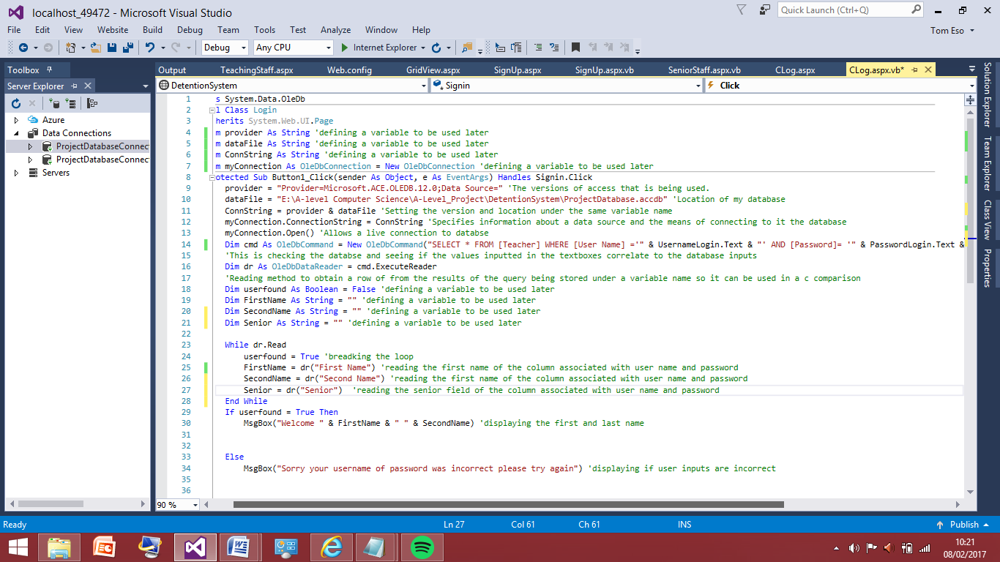 localhost_49472 - Microsoft Visual Studio
Quick Launch (Ctrl+Q)
File Edit View Website Build Debug Team Tools Test Analyze Window Help
Tom Eso
Debug Any CPU Internet Explorer
Toolbox
Output TeachingStaff.aspx Web.config GridView.aspx SignUp.aspx SignUp.aspx.vb SeniorStaff.aspx.vb CLog.aspx CLog.aspx.vb*
Server Explorer
DetentionSystem Signin Click
Azure
Data Connections
ProjectDatabaseConnec
ProjectDatabaseConnec
Servers
1 s System.Data.OleDb
2 l Class Login
3 herits System.Web.UI.Page
4 m provider As String 'defining a variable to be used later
5 m dataFile As String 'defining a variable to be used later
6 m ConnString As String 'defining a variable to be used later
7 m myConnection As OleDbConnection = New OleDbConnection 'defining a variable to be used later
8 otected Sub Button1_Click(sender As Object, e As EventArgs) Handles Signin.Click
9 provider = "Provider=Microsoft.ACE.OLEDB.12.0;Data Source=" 'The versions of access that is being used.
10 dataFile = "E:\A-level Computer Science\A-Level_Project\DetentionSystem\ProjectDatabase.accdb" 'Location of my database
11 ConnString = provider & dataFile 'Setting the version and location under the same variable name
12 myConnection.ConnectionString = ConnString 'Specifies information about a data source and the means of connecting to it the database
13 myConnection.Open() 'Allows a live connection to databse
14 Dim cmd As OleDbCommand = New OleDbCommand("SELECT * FROM [Teacher] WHERE [User Name] ='" & UsernameLogin.Text & "' AND [Password]= '" & PasswordLogin.Text &
15 'This is checking the databse and seeing if the values inputted in the textboxes correlate to the database inputs
16 Dim dr As OleDbDataReader = cmd.ExecuteReader
17 'Reading method to obtain a row of from the results of the query being stored under a variable name so it can be used in a c comparison
18 Dim userfound As Boolean = False 'defining a variable to be used later
19 Dim FirstName As String = "" 'defining a variable to be used later
20 Dim SecondName As String = "" 'defining a variable to be used later
21 Dim Senior As String = "" 'defining a variable to be used later
22
23 While dr.Read
24 userfound = True 'breadking the loop
25 FirstName = dr("First Name") 'reading the first name of the column associated with user name and password
26 SecondName = dr("Second Name") 'reading the first name of the column associated with user name and password
27 Senior = dr("Senior") 'reading the senior field of the column associated with user name and password
28 End While
29 If userfound = True Then
30 MsgBox("Welcome " & FirstName & " " & SecondName) 'displaying the first and last name
31
32
33 Else
34 MsgBox("Sorry your username of password was incorrect please try again") 'displaying if user inputs are incorrect
35
36
90 %
Solution Explorer
Team Explorer
Class View
Properties
Ready Ln 27 Col 61 Ch 61 INS Publish
10:21
08/02/2017